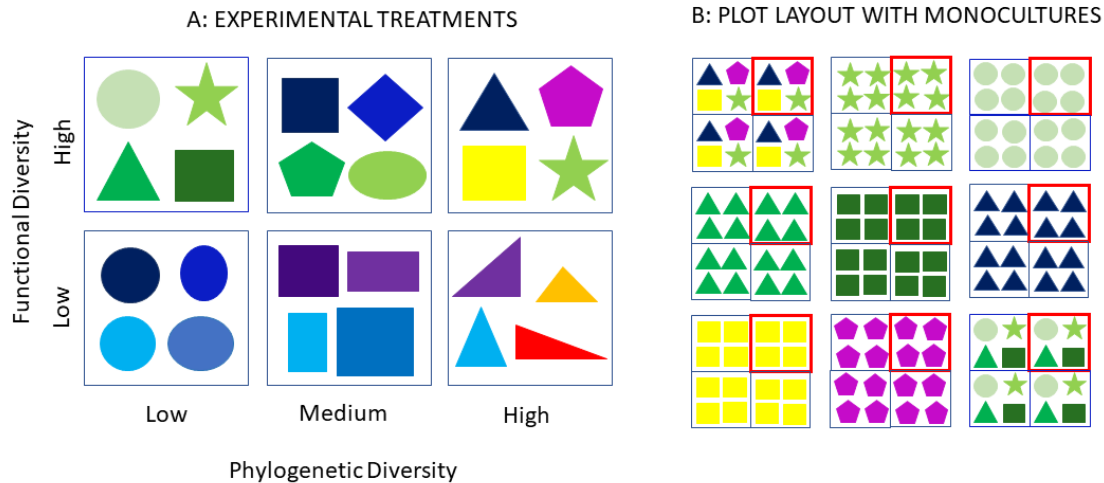 A: EXPERIMENTAL TREATMENTS
B: PLOT LAYOUT WITH MONOCULTURES
Functional Diversity
High
Low
Low
Medium
High
Phylogenetic Diversity